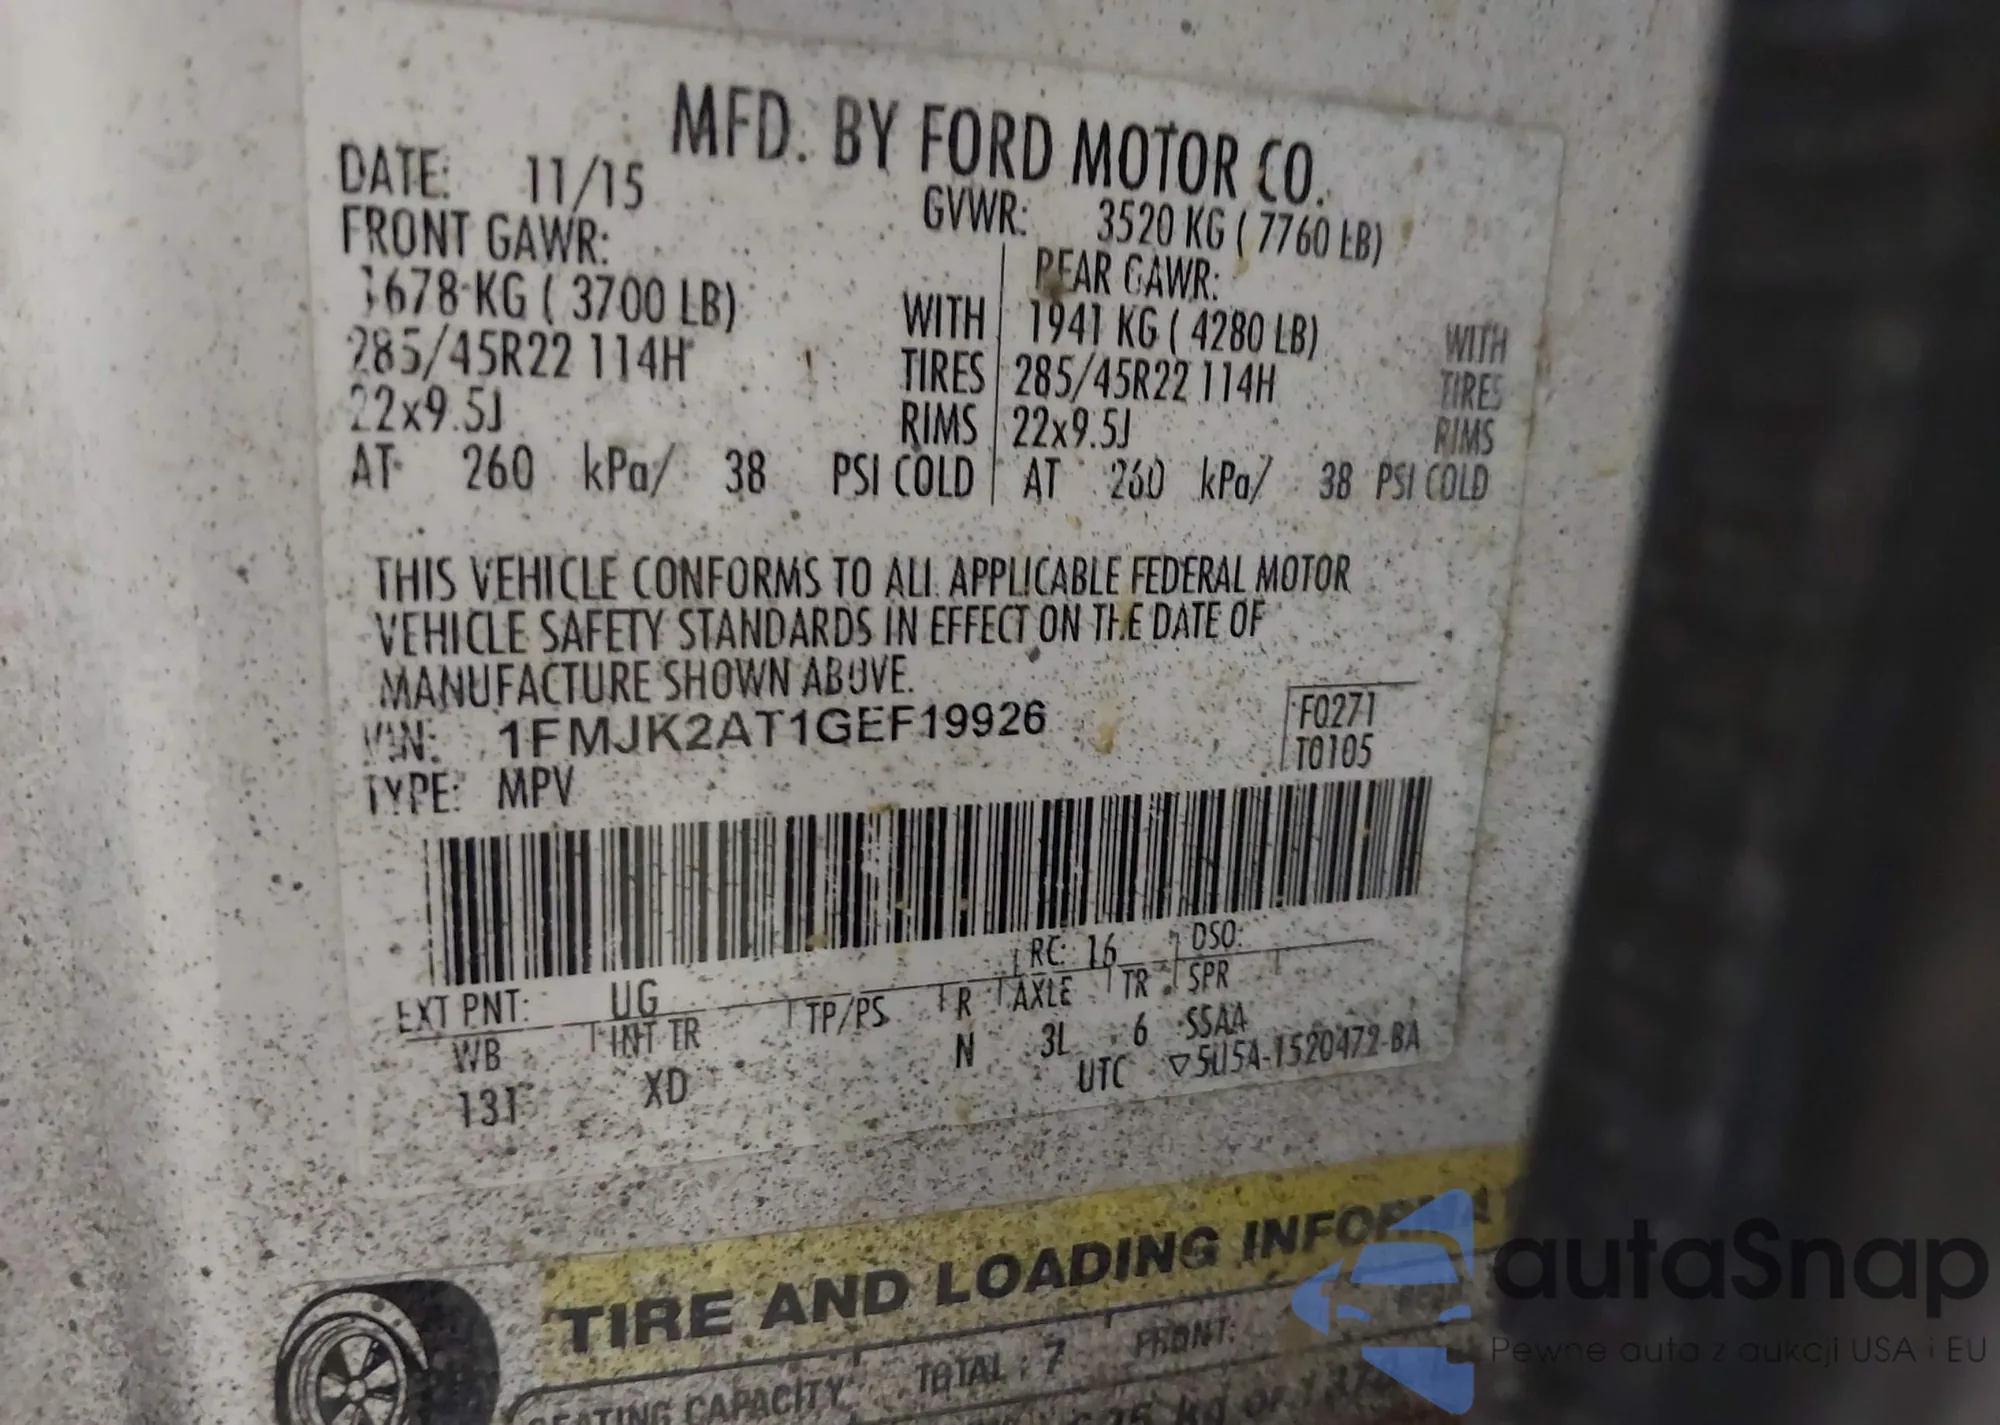 MFD. BY FORD MOTOR CO.
DATE: 11/15
GVWR: 3520 KG ( 7760 LB)
FRONT GAWR:
REAR GAWR:
1678 KG ( 3700 LB) WITH
1941 KG ( 4280 LB) WITH
285/45R22 114H TIRES
285/45R22 114H TIRES
22x9.5J RIMS
22x9.5J RIMS
AT 260 kPa/ 38 PSI COLD
AT 260 kPa/ 38 PSI COLD
THIS VEHICLE CONFORMS TO ALL APPLICABLE FEDERAL MOTOR
VEHICLE SAFETY STANDARDS IN EFFECT ON THE DATE OF
MANUFACTURE SHOWN ABOVE.
VIN: 1FMJK2AT1GEF19926
F0271
TYPE: MPV
T0105
EXT PNT: UG RC: 16 DSO:
WB INT TR TP/PS R AXLE TR SPR
131 XD N 3L 6 SSAA
UTC ▽5U5A-1520472-BA
TIRE AND LOADING
SEATING CAPACITY TOTAL : 7 FRONT:
kg or
autaSnap
Pewne auta z aukcji USA i EU